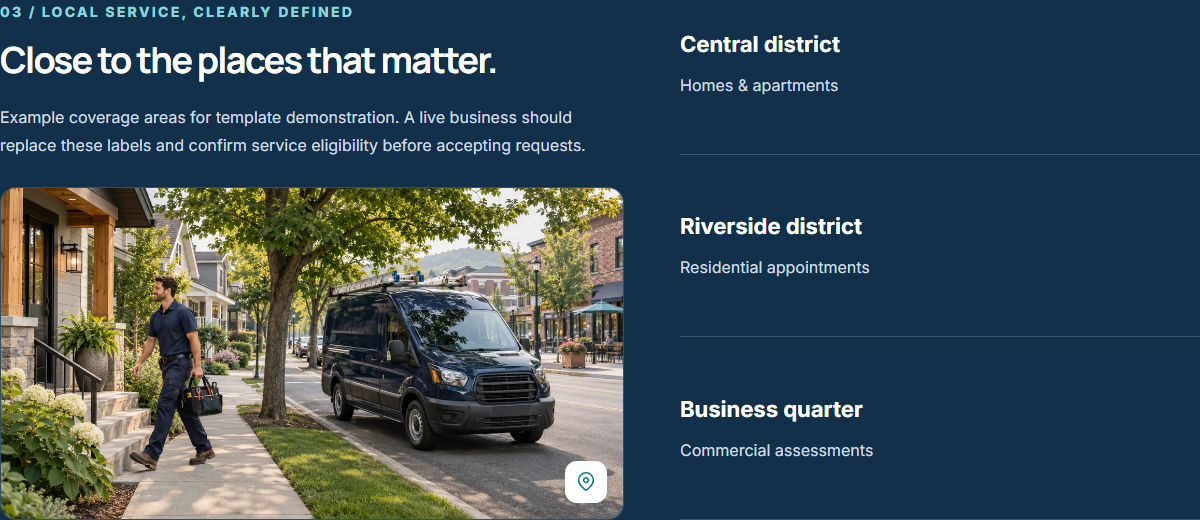 03 / LOCAL SERVICE, CLEARLY DEFINED
Close to the places that matter.
Example coverage areas for template demonstration. A live business should
replace these labels and confirm service eligibility before accepting requests.
Central district
Homes & apartments
Riverside district
Residential appointments
Business quarter
Commercial assessments